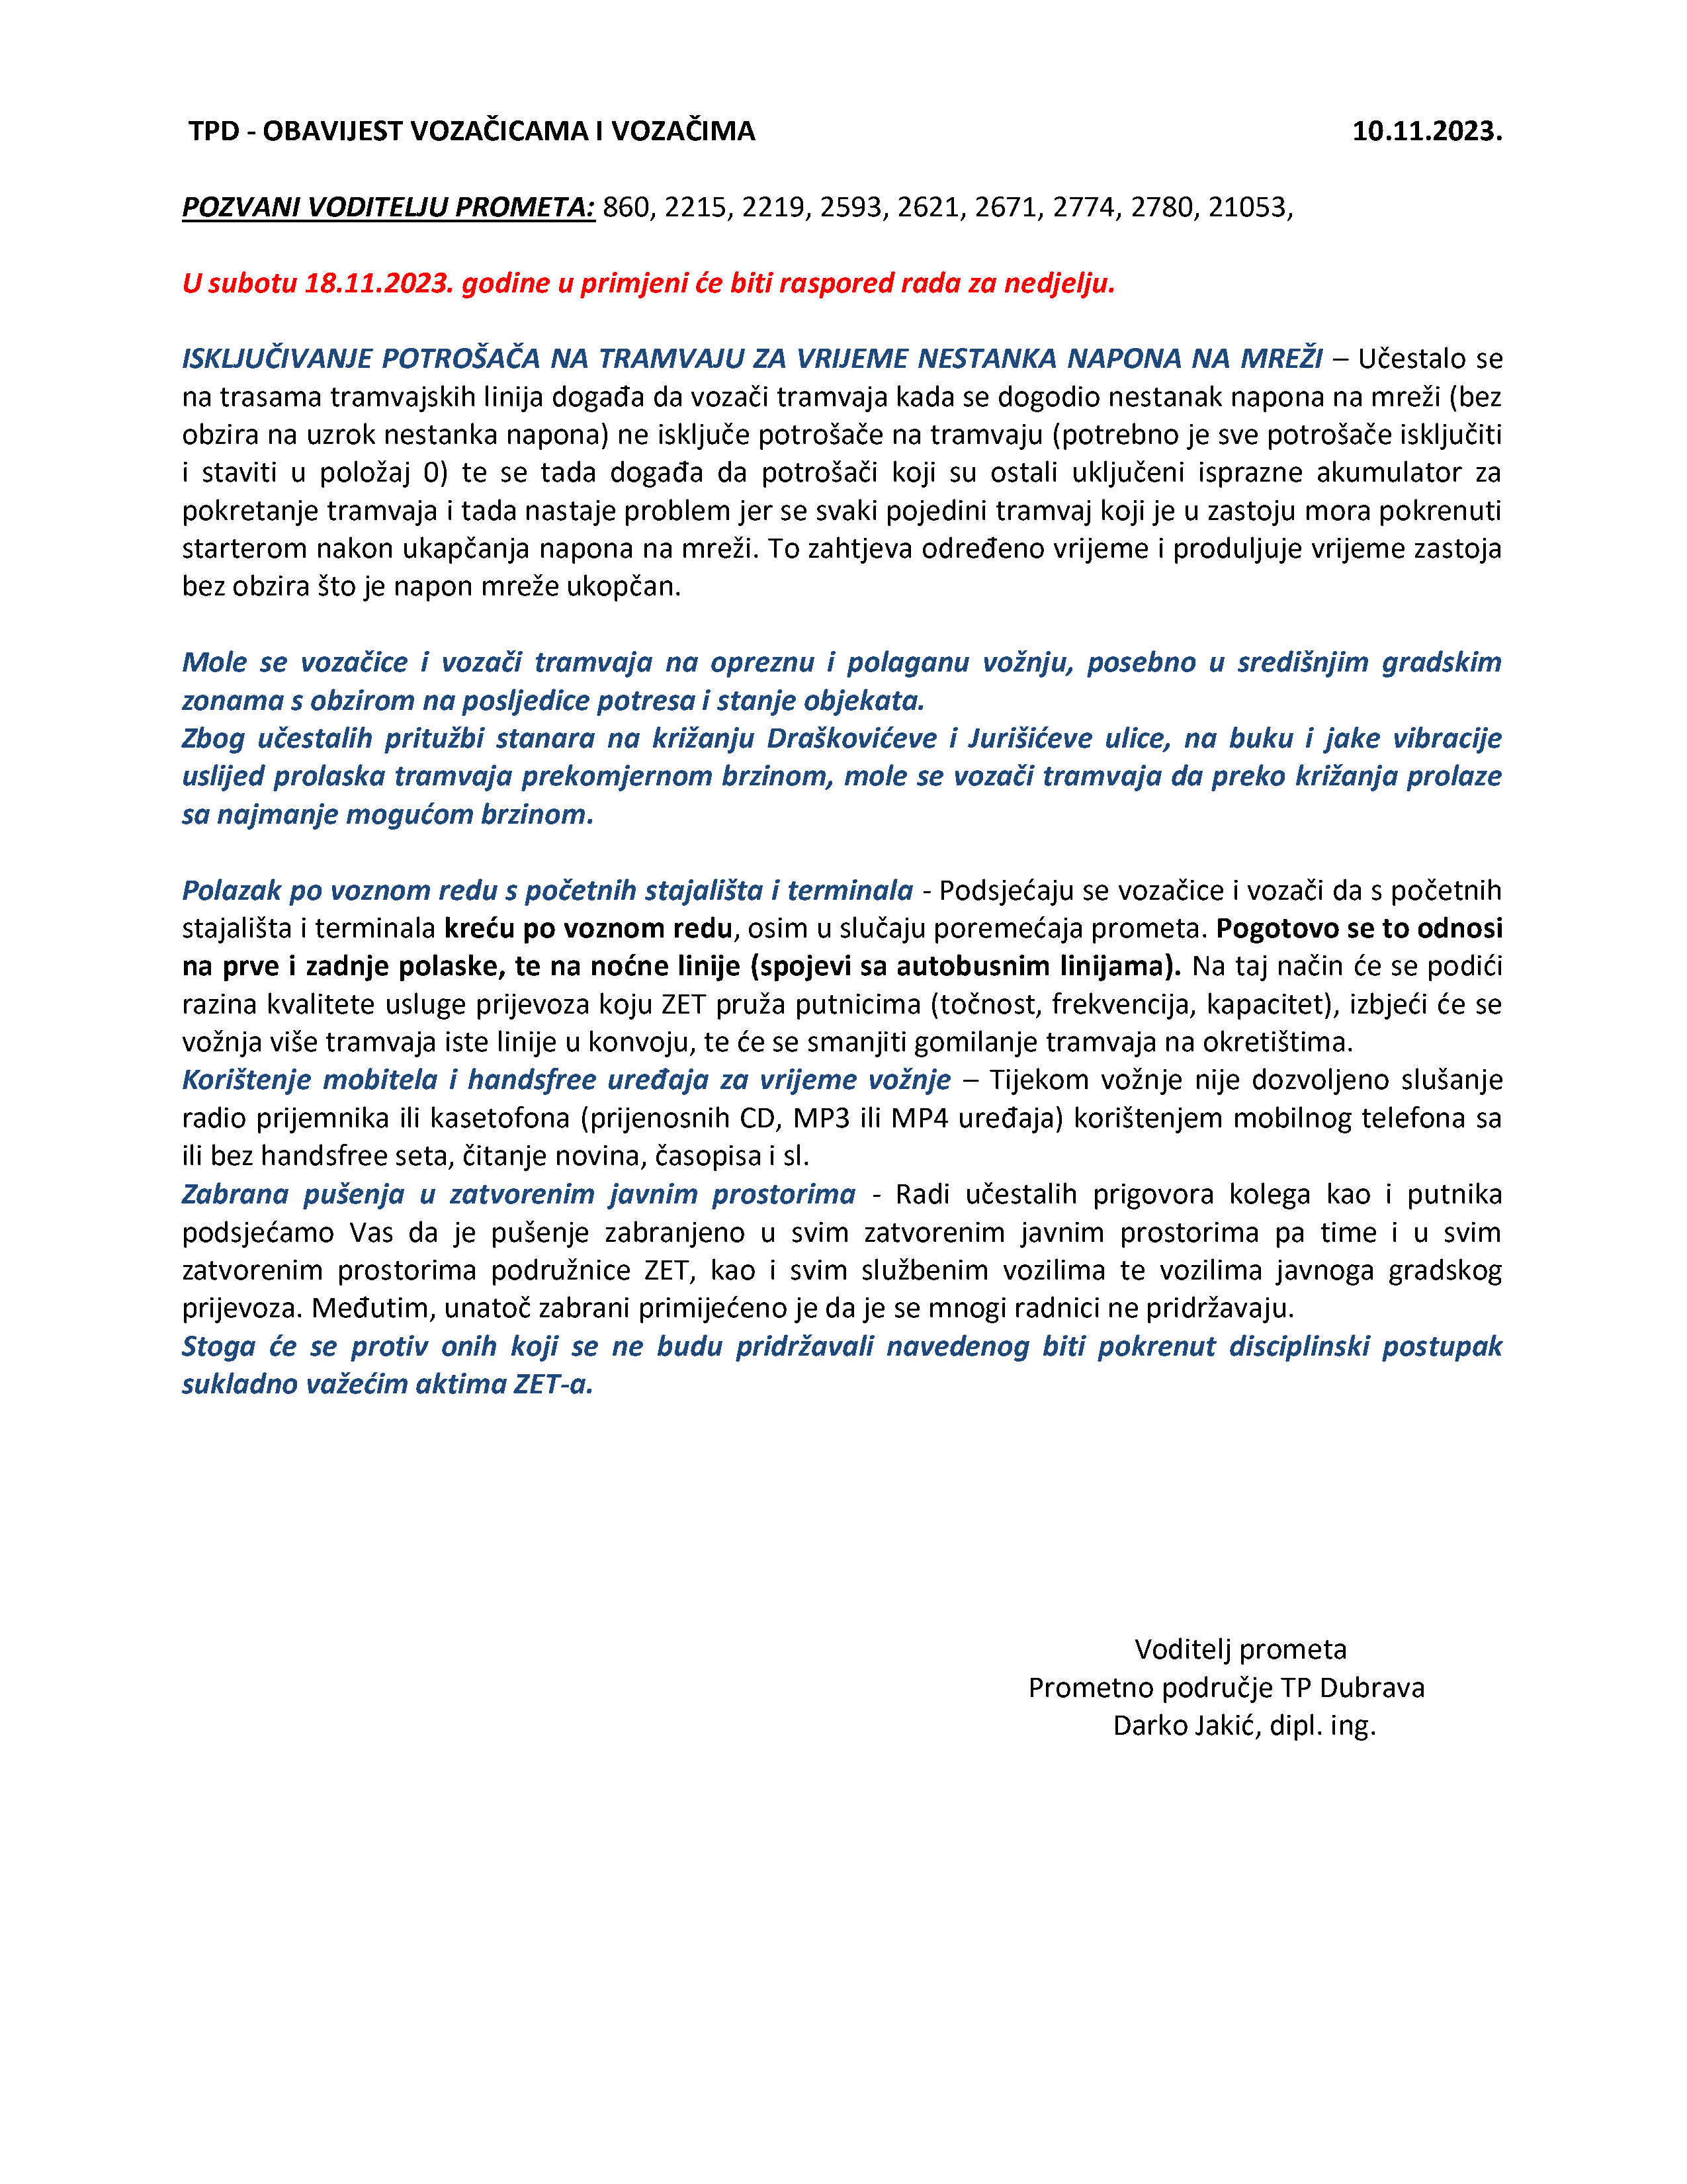 TPD - OBAVIJEST VOZAČICAMA I VOZAČIMA 10.11.2023.
POZVANI VODITELJU PROMETA: 860, 2215, 2219, 2593, 2621, 2671, 2774, 2780, 21053,
U subotu 18.11.2023. godine u primjeni će biti raspored rada za nedjelju.
ISKLJUČIVANJE POTROŠAČA NA TRAMVAJU ZA VRIJEME NESTANKA NAPONA NA MREŽI – Učestalo se
na trasama tramvajskih linija događa da vozači tramvaja kada se dogodio nestanak napona na mreži (bez
obzira na uzrok nestanka napona) ne isključe potrošače na tramvaju (potrebno je sve potrošače isključiti
i staviti u položaj 0) te se tada događa da potrošači koji su ostali uključeni isprazne akumulator za
pokretanje tramvaja i tada nastaje problem jer se svaki pojedini tramvaj koji je u zastoju mora pokrenuti
starterom nakon ukapčanja napona na mreži. To zahtjeva određeno vrijeme i produljuje vrijeme zastoja
bez obzira što je napon mreže ukopčan.
Mole se vozačice i vozači tramvaja na opreznu i polaganu vožnju, posebno u središnjim gradskim
zonama s obzirom na posljedice potresa i stanje objekata.
Zbog učestalih pritužbi stanara na križanju Draškovićeve i Jurišićeve ulice, na buku i jake vibracije
uslijed prolaska tramvaja prekomjernom brzinom, mole se vozači tramvaja da preko križanja prolaze
sa najmanje mogućom brzinom.
Polazak po voznom redu s početnih stajališta i terminala - Podsjećaju se vozačice i vozači da s početnih
stajališta i terminala kreću po voznom redu, osim u slučaju poremećaja prometa. Pogotovo se to odnosi
na prve i zadnje polaske, te na noćne linije (spojevi sa autobusnim linijama). Na taj način će se podići
razina kvalitete usluge prijevoza koju ZET pruža putnicima (točnost, frekvencija, kapacitet), izbjeći će se
vožnja više tramvaja iste linije u konvoju, te će se smanjiti gomilanje tramvaja na okretištima.
Korištenje mobitela i handsfree uređaja za vrijeme vožnje – Tijekom vožnje nije dozvoljeno slušanje
radio prijemnika ili kasetofona (prijenosnih CD, MP3 ili MP4 uređaja) korištenjem mobilnog telefona sa
ili bez handsfree seta, čitanje novina, časopisa i sl.
Zabrana pušenja u zatvorenim javnim prostorima - Radi učestalih prigovora kolega kao i putnika
podsjećamo Vas da je pušenje zabranjeno u svim zatvorenim javnim prostorima pa time i u svim
zatvorenim prostorima podružnice ZET, kao i svim službenim vozilima te vozilima javnoga gradskog
prijevoza. Međutim, unatoč zabrani primijećeno je da je se mnogi radnici ne pridržavaju.
Stoga će se protiv onih koji se ne budu pridržavali navedenog biti pokrenut disciplinski postupak
sukladno važećim aktima ZET-a.
Voditelj prometa
Prometno područje TP Dubrava
Darko Jakić, dipl. ing.